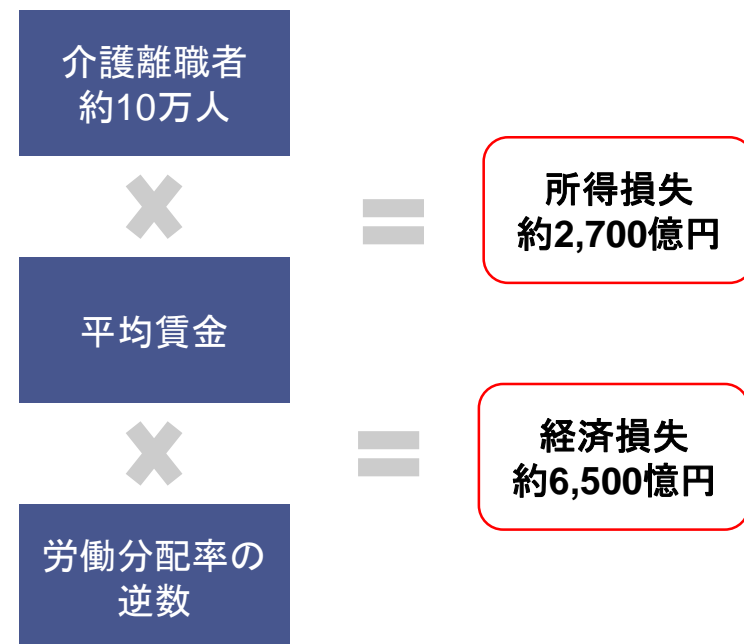 介護離職者
約10万人
所得損失
約2,700億円
平均賃金
経済損失
約6,500憶円
労働分配率の
逆数